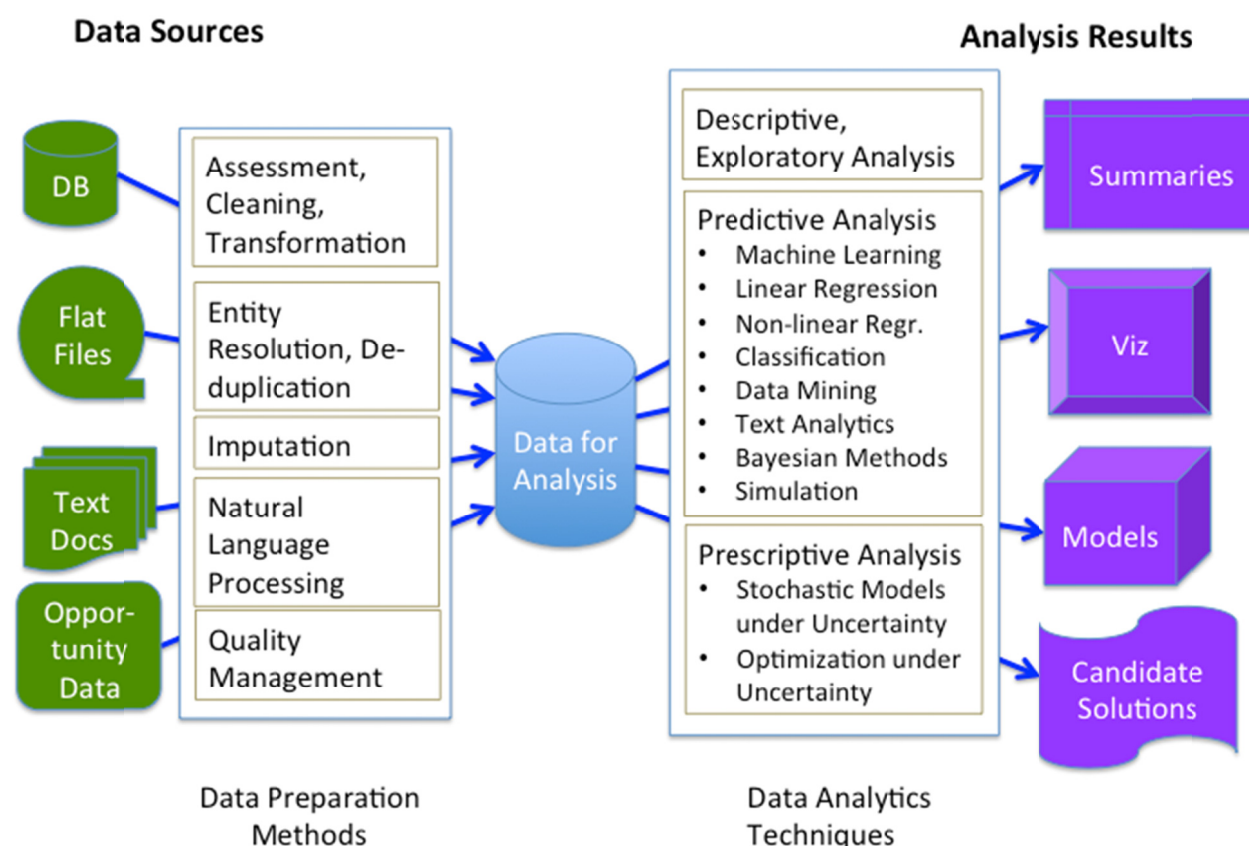 Data Sources
Analysis Results
DB
Flat
Files
Text
Docs
Oppor-
tunity
Data
Assessment,
Cleaning,
Transformation
Entity
Resolution, De-
duplication
Imputation
Natural
Language
Processing
Quality
Management
Data for
Analysis
Descriptive,
Exploratory Analysis
Predictive Analysis
• Machine Learning
• Linear Regression
• Non-linear Regr.
• Classification
• Data Mining
• Text Analytics
• Bayesian Methods
• Simulation
Prescriptive Analysis
• Stochastic Models
under Uncertainty
• Optimization under
Uncertainty
Summaries
Viz
Models
Candidate
Solutions
Data Preparation
Methods
Data Analytics
Techniques